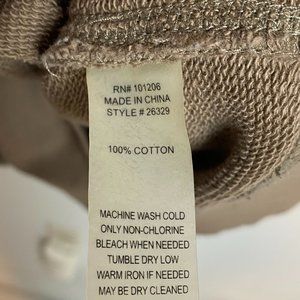 RN# 101206
MADE IN CHINA
STYLE # 26329
100% COTTON
MACHINE WASH COLD
ONLY NON-CHLORINE
BLEACH WHEN NEEDED
TUMBLE DRY LOW
WARM IRON IF NEEDED
MAY BE DRY CLEANED